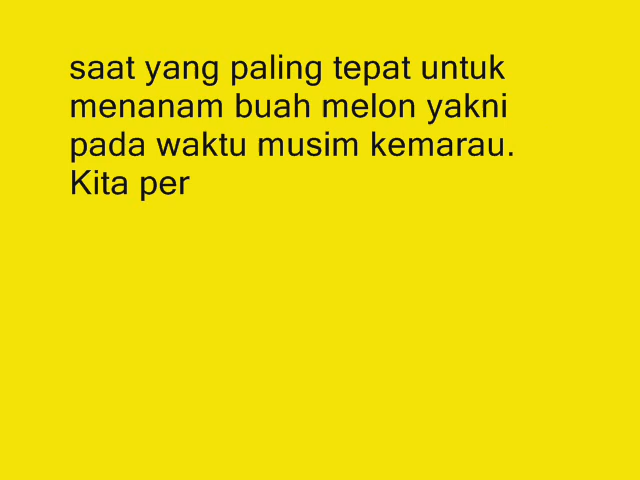 saat yang paling tepat untuk
menanam buah melon yakni
pada waktu musim kemarau.
Kita per